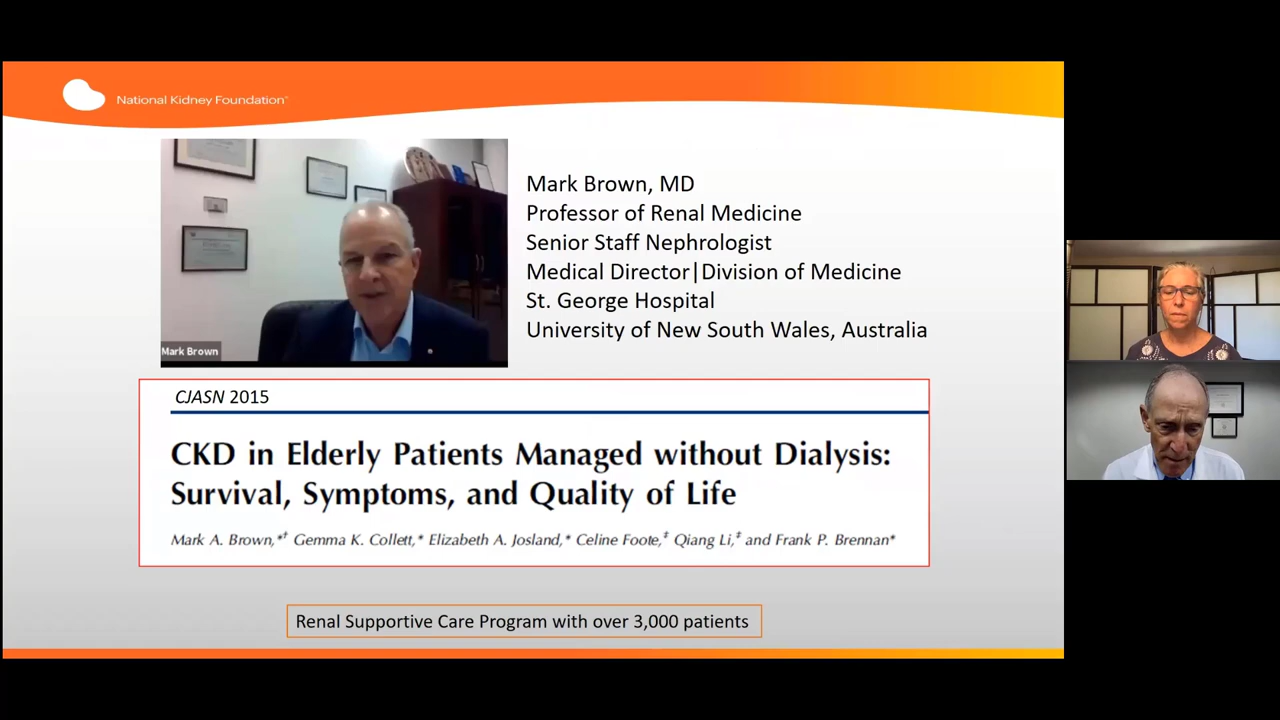 National Kidney Foundation™
Mark Brown, MD
Professor of Renal Medicine
Senior Staff Nephrologist
Medical Director|Division of Medicine
St. George Hospital
University of New South Wales, Australia
Mark Brown
CJASN 2015
CKD in Elderly Patients Managed without Dialysis:
Survival, Symptoms, and Quality of Life
Mark A. Brown,*† Gemma K. Collett,* Elizabeth A. Josland,* Celine Foote,‡ Qiang Li,‡ and Frank P. Brennan*
Renal Supportive Care Program with over 3,000 patients